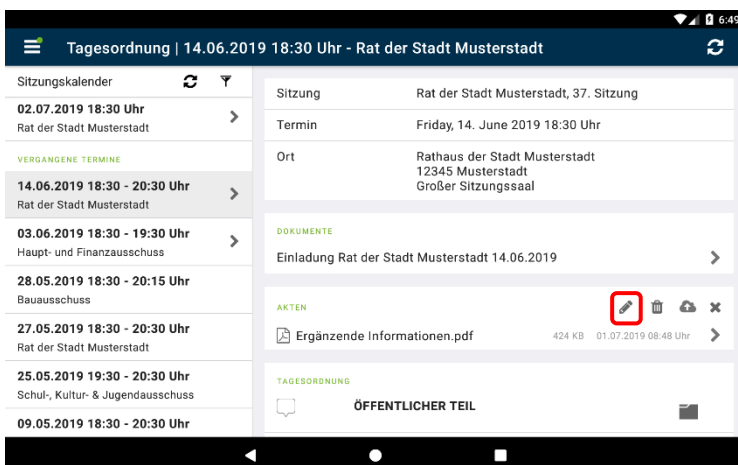 6:49
Tagesordnung | 14.06.2019 18:30 Uhr - Rat der Stadt Musterstadt
Sitzungskalender
02.07.2019 18:30 Uhr
Rat der Stadt Musterstadt
VERGANGENE TERMINE
14.06.2019 18:30 - 20:30 Uhr
Rat der Stadt Musterstadt
03.06.2019 18:30 - 19:30 Uhr
Haupt- und Finanzausschuss
28.05.2019 18:30 - 20:15 Uhr
Bauausschuss
27.05.2019 18:30 - 20:30 Uhr
Rat der Stadt Musterstadt
25.05.2019 19:30 - 20:30 Uhr
Schul-, Kultur- & Jugendausschuss
09.05.2019 18:30 - 20:30 Uhr
Sitzung Rat der Stadt Musterstadt, 37. Sitzung
Termin Friday, 14. June 2019 18:30 Uhr
Ort Rathaus der Stadt Musterstadt
12345 Musterstadt
Großer Sitzungssaal
DOKUMENTE
Einladung Rat der Stadt Musterstadt 14.06.2019
AKTEN
Ergänzende Informationen.pdf 424 KB 01.07.2019 08:48 Uhr
TAGESORDNUNG
ÖFFENTLICHER TEIL